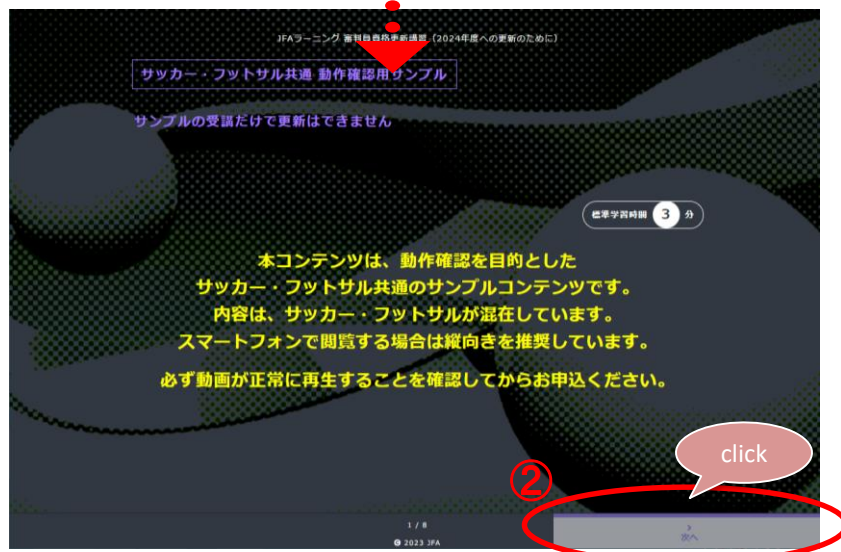 JFAラーニング 審判員資格更新講習（2024年度への更新のために）
サッカー・フットサル共通 動作確認用サンプル
サンプルの受講だけで更新はできません
標準学習時間 3 分
本コンテンツは、動作確認を目的とした
サッカー・フットサル共通のサンプルコンテンツです。
内容は、サッカー・フットサルが混在しています。
スマートフォンで閲覧する場合は縦向きを推奨しています。
必ず動画が正常に再生することを確認してからお申込ください。
click
②
1 / 8
© 2023 JFA
›
次へ